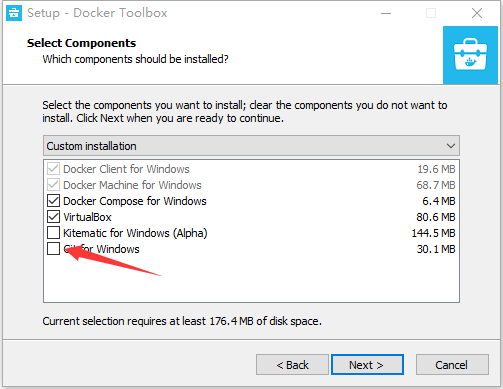 Setup - Docker Toolbox
Select Components
Which components should be installed?
Select the components you want to install; clear the components you do not want to
install. Click Next when you are ready to continue.
Custom installation
Docker Client for Windows 19.6 MB
Docker Machine for Windows 68.7 MB
Docker Compose for Windows 6.4 MB
VirtualBox 80.6 MB
Kitematic for Windows (Alpha) 144.5 MB
Git for Windows 30.1 MB
Current selection requires at least 176.4 MB of disk space.
< Back Next > Cancel